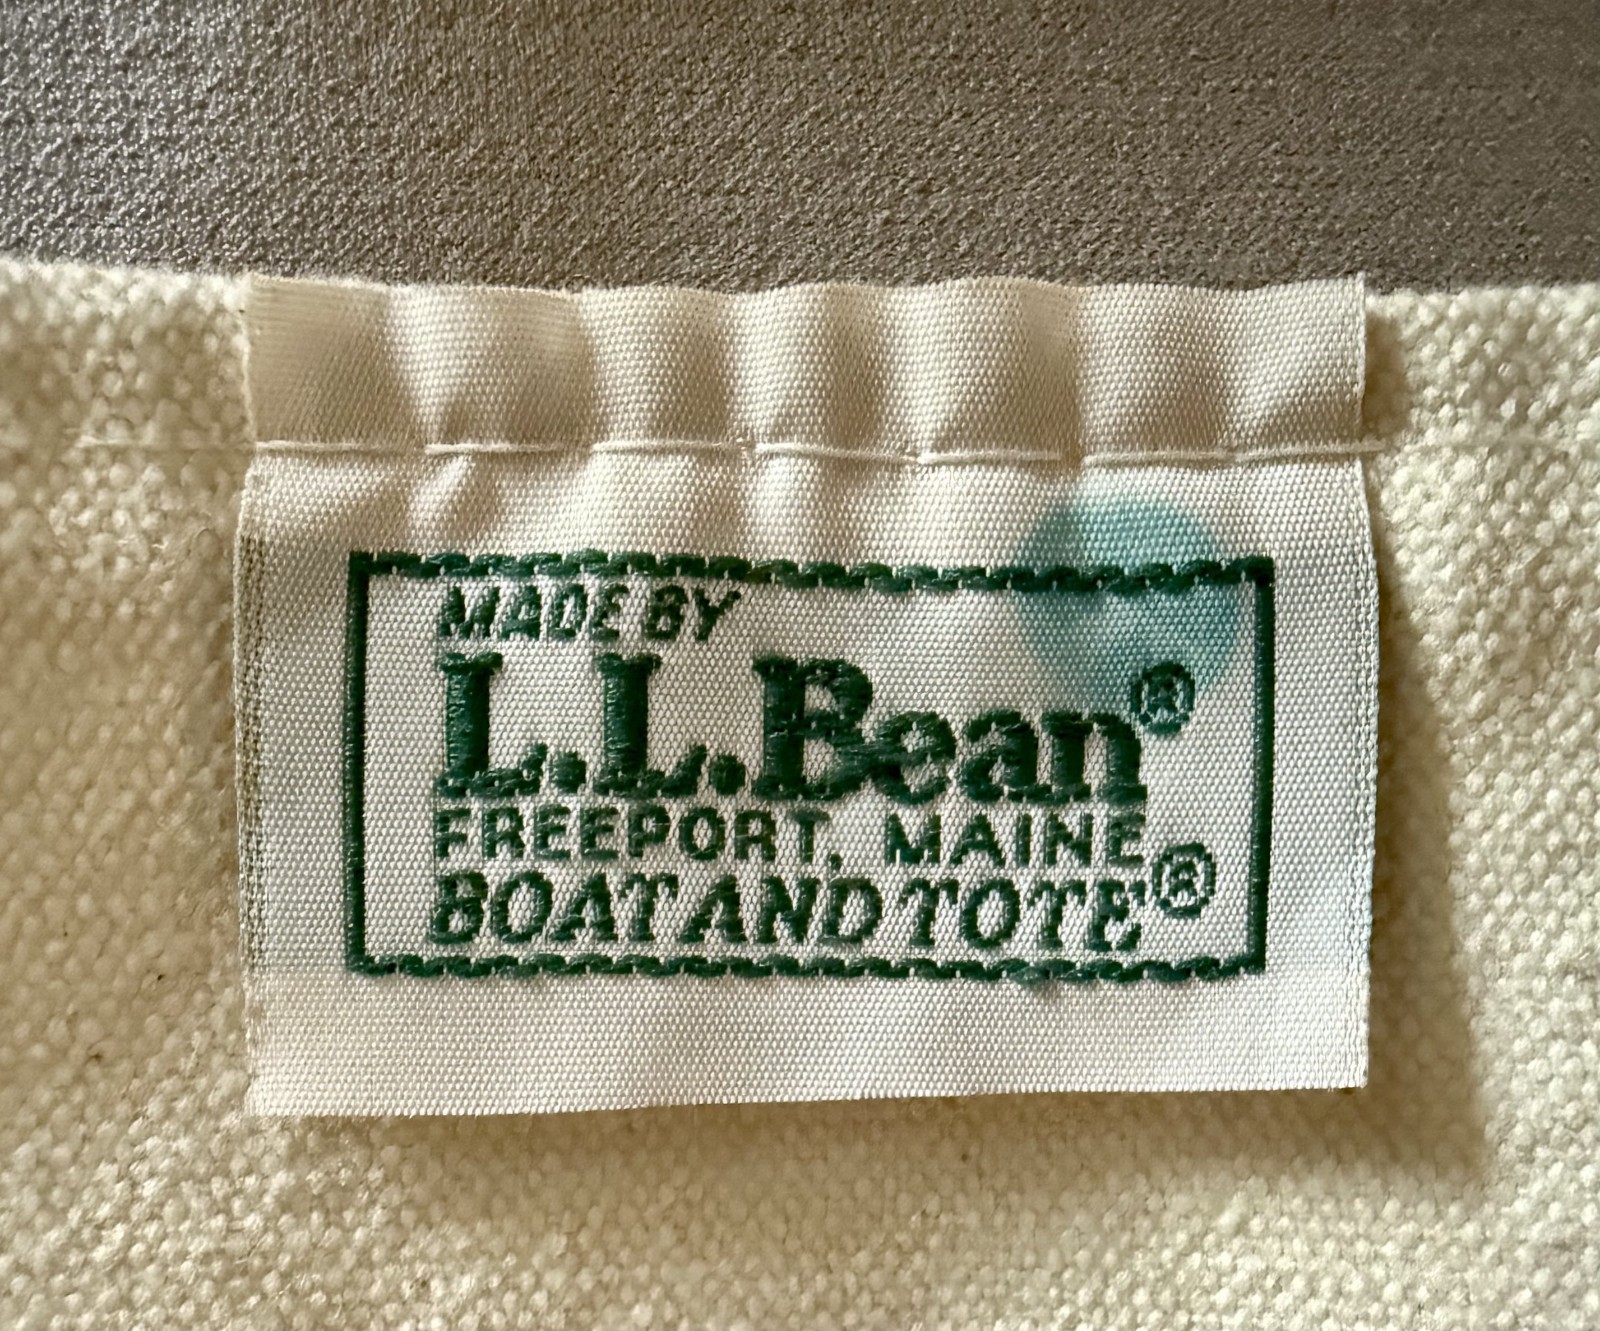 MADE BY
L.L.Bean®
FREEPORT, MAINE
BOAT AND TOTE®